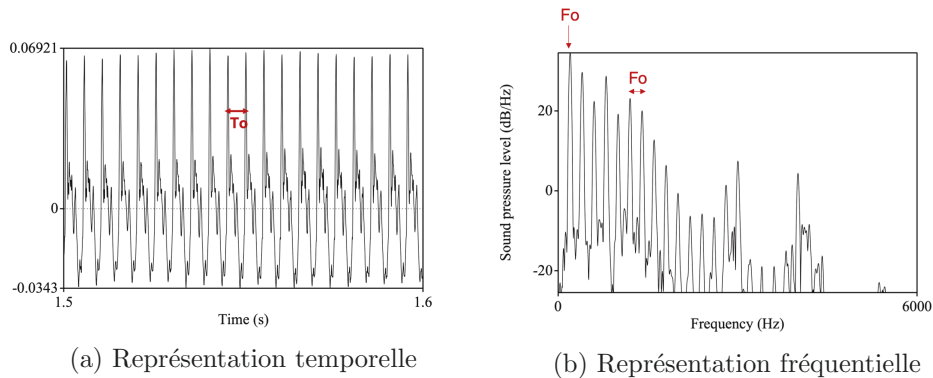 0.06921
0
-0.0343
1.5
1.6
Time (s)
To
(a) Représentation temporelle
Fo
Fo
20
0
-20
0
6000
Sound pressure level (dB/Hz)
Frequency (Hz)
(b) Représentation fréquentielle